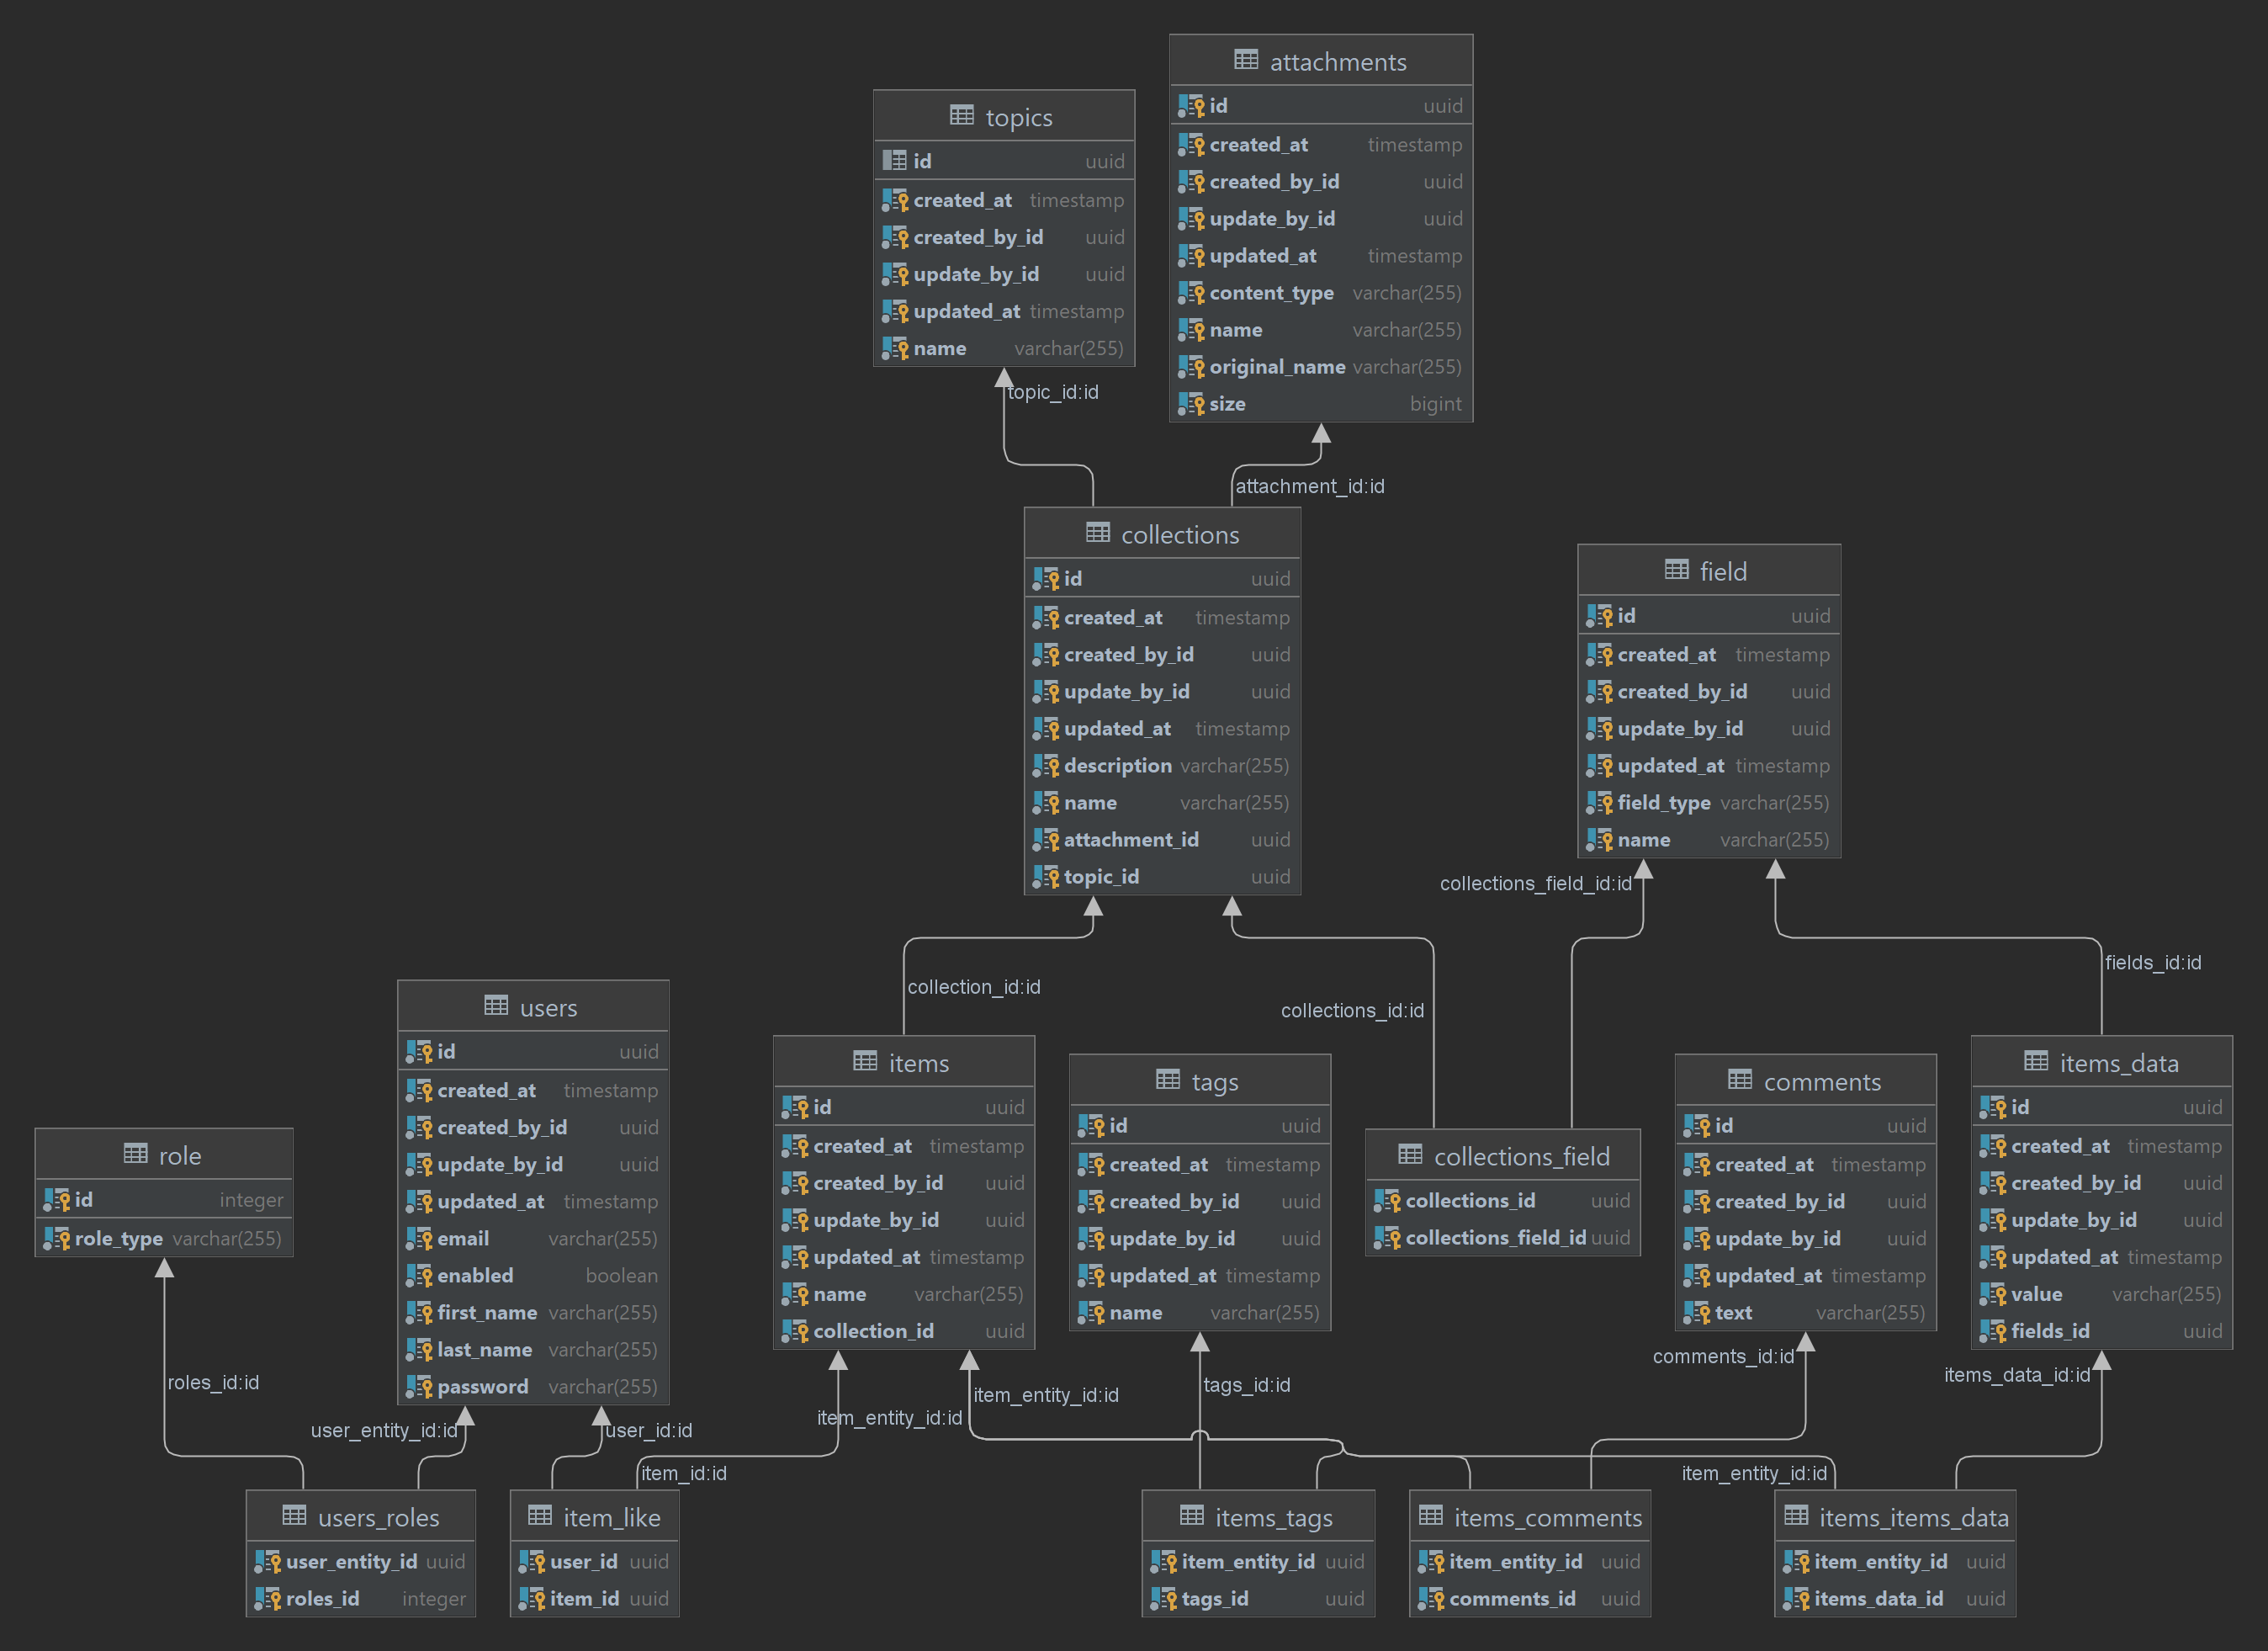 attachments
id uuid
created_at timestamp
created_by_id uuid
update_by_id uuid
updated_at timestamp
content_type varchar(255)
name varchar(255)
original_name varchar(255)
size bigint
topics
id uuid
created_at timestamp
created_by_id uuid
update_by_id uuid
updated_at timestamp
name varchar(255)
topic_id:id
attachment_id:id
collections
id uuid
created_at timestamp
created_by_id uuid
update_by_id uuid
updated_at timestamp
description varchar(255)
name varchar(255)
attachment_id uuid
topic_id uuid
field
id uuid
created_at timestamp
created_by_id uuid
update_by_id uuid
updated_at timestamp
field_type varchar(255)
name varchar(255)
collections_field_id:id
fields_id:id
collection_id:id
collections_id:id
users
id uuid
created_at timestamp
created_by_id uuid
update_by_id uuid
updated_at timestamp
email varchar(255)
enabled boolean
first_name varchar(255)
last_name varchar(255)
password varchar(255)
items
id uuid
created_at timestamp
created_by_id uuid
update_by_id uuid
updated_at timestamp
name varchar(255)
collection_id uuid
tags
id uuid
created_at timestamp
created_by_id uuid
update_by_id uuid
updated_at timestamp
name varchar(255)
collections_field
collections_id uuid
collections_field_id uuid
comments
id uuid
created_at timestamp
created_by_id uuid
update_by_id uuid
updated_at timestamp
text varchar(255)
items_data
id uuid
created_at timestamp
created_by_id uuid
update_by_id uuid
updated_at timestamp
value varchar(255)
fields_id uuid
role
id integer
role_type varchar(255)
roles_id:id
user_entity_id:id
user_id:id
item_id:id
item_entity_id:id
item_entity_id:id
tags_id:id
comments_id:id
items_data_id:id
item_entity_id:id
users_roles
user_entity_id uuid
roles_id integer
item_like
user_id uuid
item_id uuid
items_tags
item_entity_id uuid
tags_id uuid
items_comments
item_entity_id uuid
comments_id uuid
items_items_data
item_entity_id uuid
items_data_id uuid